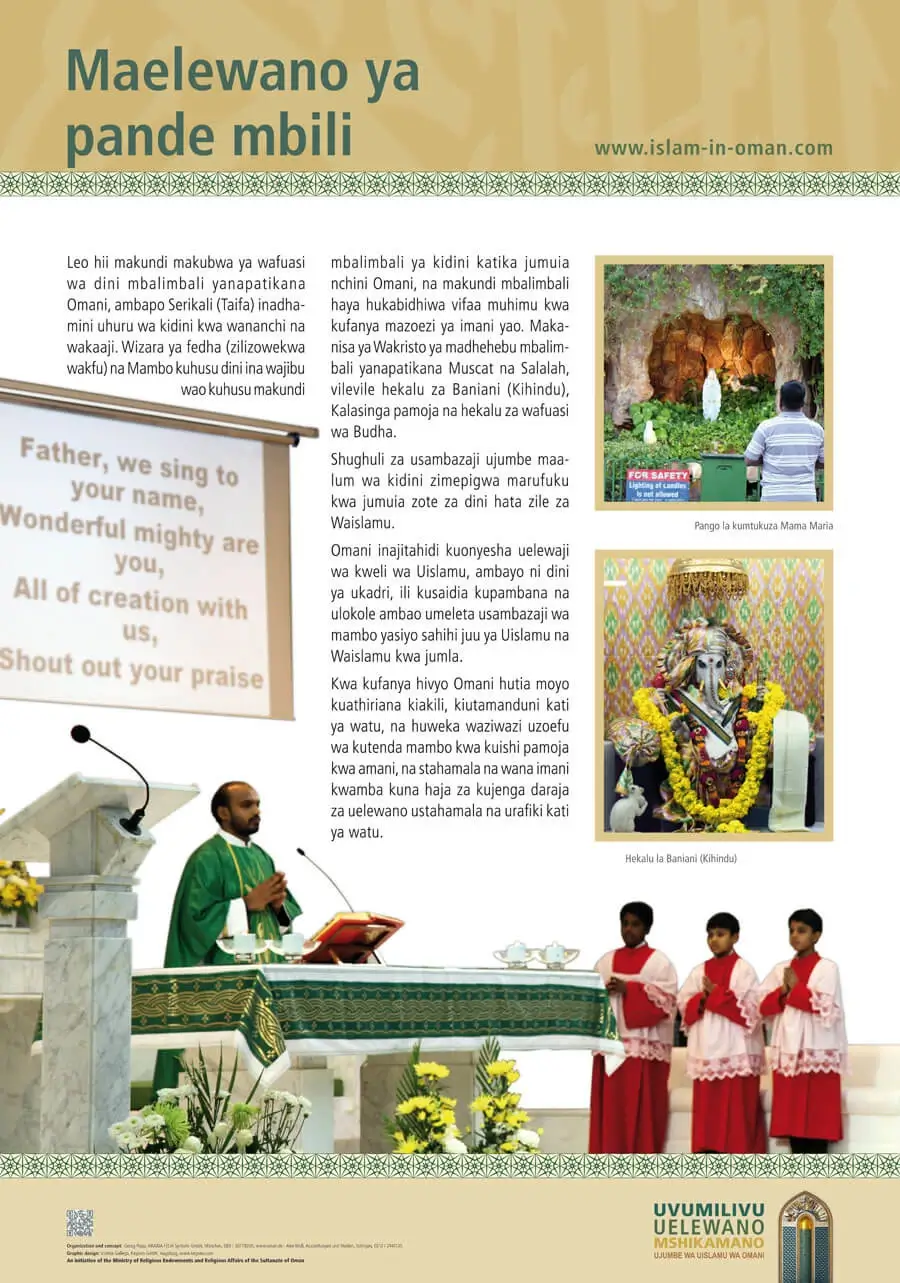 Maelewano ya
pande mbili
www.islam-in-oman.com
Leo hii makundi makubwa ya wafuasi
wa dini mbalimbali yanapatikana
Omani, ambapo Serikali (Taifa) inadha-
mini uhuru wa kidini kwa wananchi na
wakaaji. Wizara ya fedha (zilizowekwa
wakfu) na Mambo kuhusu dini ina wajibu
wao kuhusu makundi
mbalimbali ya kidini katika jumuia
nchini Omani, na makundi mbalimbali
haya hukabidhiwa vifaa muhimu kwa
kufanya mazoezi ya imani yao. Maka-
nisa ya Wakristo ya madhehebu mbalim-
bali yanapatikana Muscat na Salalah,
vilevile hekalu za Baniani (Kihindu),
Kalasinga pamoja na hekalu za wafuasi
wa Budha.
Shughuli za usambazaji ujumbe maa-
lum wa kidini zimepigwa marufuku
kwa jumuia zote za dini hata zile za
Waislamu.
Omani inajitahidi kuonyesha uelewaji
wa kweli wa Uislamu, ambayo ni dini
ya ukadri, ili kusaidia kupambana na
ulokole ambao umeleta usambazaji wa
mambo yasiyo sahihi juu ya Uislamu na
Waislamu kwa jumla.
Kwa kufanya hivyo Omani hutia moyo
kuathiriana kiakili, kiutamanduni kati
ya watu, na huweka waziwazi uzoefu
wa kutenda mambo kwa kuishi pamoja
kwa amani, na stahamala na wana imani
kwamba kuna haja za kujenga daraja
za uelewano ustahamala na urafiki kati
ya watu.
Father, we sing to
your name,
Wonderful mighty are
you,
All of creation with
us,
Shout out your praise
FOR SAFETY
Lighting of candles
is not allowed
Pango la kumtukuza Mama Maria
Hekalu la Baniani (Kihindu)
An initiative of the Ministry of Religious Endowments and Religious Affairs of the Sultanate of Oman
UVUMILIVU
UELEWANO
MSHIKAMANO
UJUMBE WA UISLAMU WA OMANI